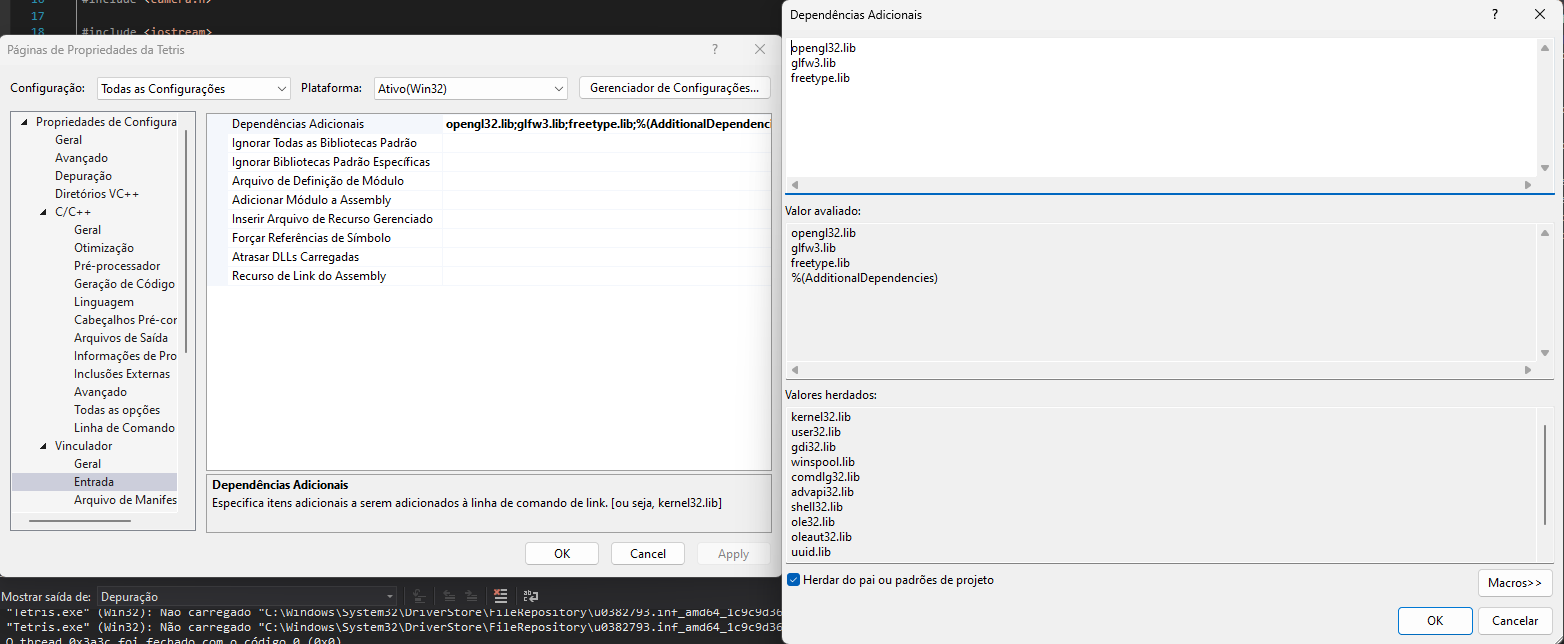 16 #include <camera.h>
17
18 #include <iostream>
Páginas de Propriedades da Tetris
?
Configuração: Todas as Configurações Plataforma: Ativo(Win32) Gerenciador de Configurações...
Propriedades de Configura
Geral
Avançado
Depuração
Diretórios VC++
C/C++
Geral
Otimização
Pré-processador
Geração de Código
Linguagem
Cabeçalhos Pré-cor
Arquivos de Saída
Informações de Pro
Inclusões Externas
Avançado
Todas as opções
Linha de Comando
Vinculador
Geral
Entrada
Arquivo de Manifes
Dependências Adicionais opengl32.lib;glfw3.lib;freetype.lib;%(AdditionalDependenci
Ignorar Todas as Bibliotecas Padrão
Ignorar Bibliotecas Padrão Específicas
Arquivo de Definição de Módulo
Adicionar Módulo a Assembly
Inserir Arquivo de Recurso Gerenciado
Forçar Referências de Símbolo
Atrasar DLLs Carregadas
Recurso de Link do Assembly
Dependências Adicionais
Especifica itens adicionais a serem adicionados à linha de comando de link. [ou seja, kernel32.lib]
OK Cancel Apply
Mostrar saída de: Depuração
"Tetris.exe" (Win32): Não carregado "C:\Windows\System32\DriverStore\FileRepository\u0382793.inf_amd64_1c9c9d36
"Tetris.exe" (Win32): Não carregado "C:\Windows\System32\DriverStore\FileRepository\u0382793.inf_amd64_1c9c9d36
O thread 0x3a3c foi fechado com o código 0 (0x0)
Dependências Adicionais
?
opengl32.lib
glfw3.lib
freetype.lib
Valor avaliado:
opengl32.lib
glfw3.lib
freetype.lib
%(AdditionalDependencies)
Valores herdados:
kernel32.lib
user32.lib
gdi32.lib
winspool.lib
comdlg32.lib
advapi32.lib
shell32.lib
ole32.lib
oleaut32.lib
uuid.lib
Herdar do pai ou padrões de projeto
Macros>>
OK Cancelar